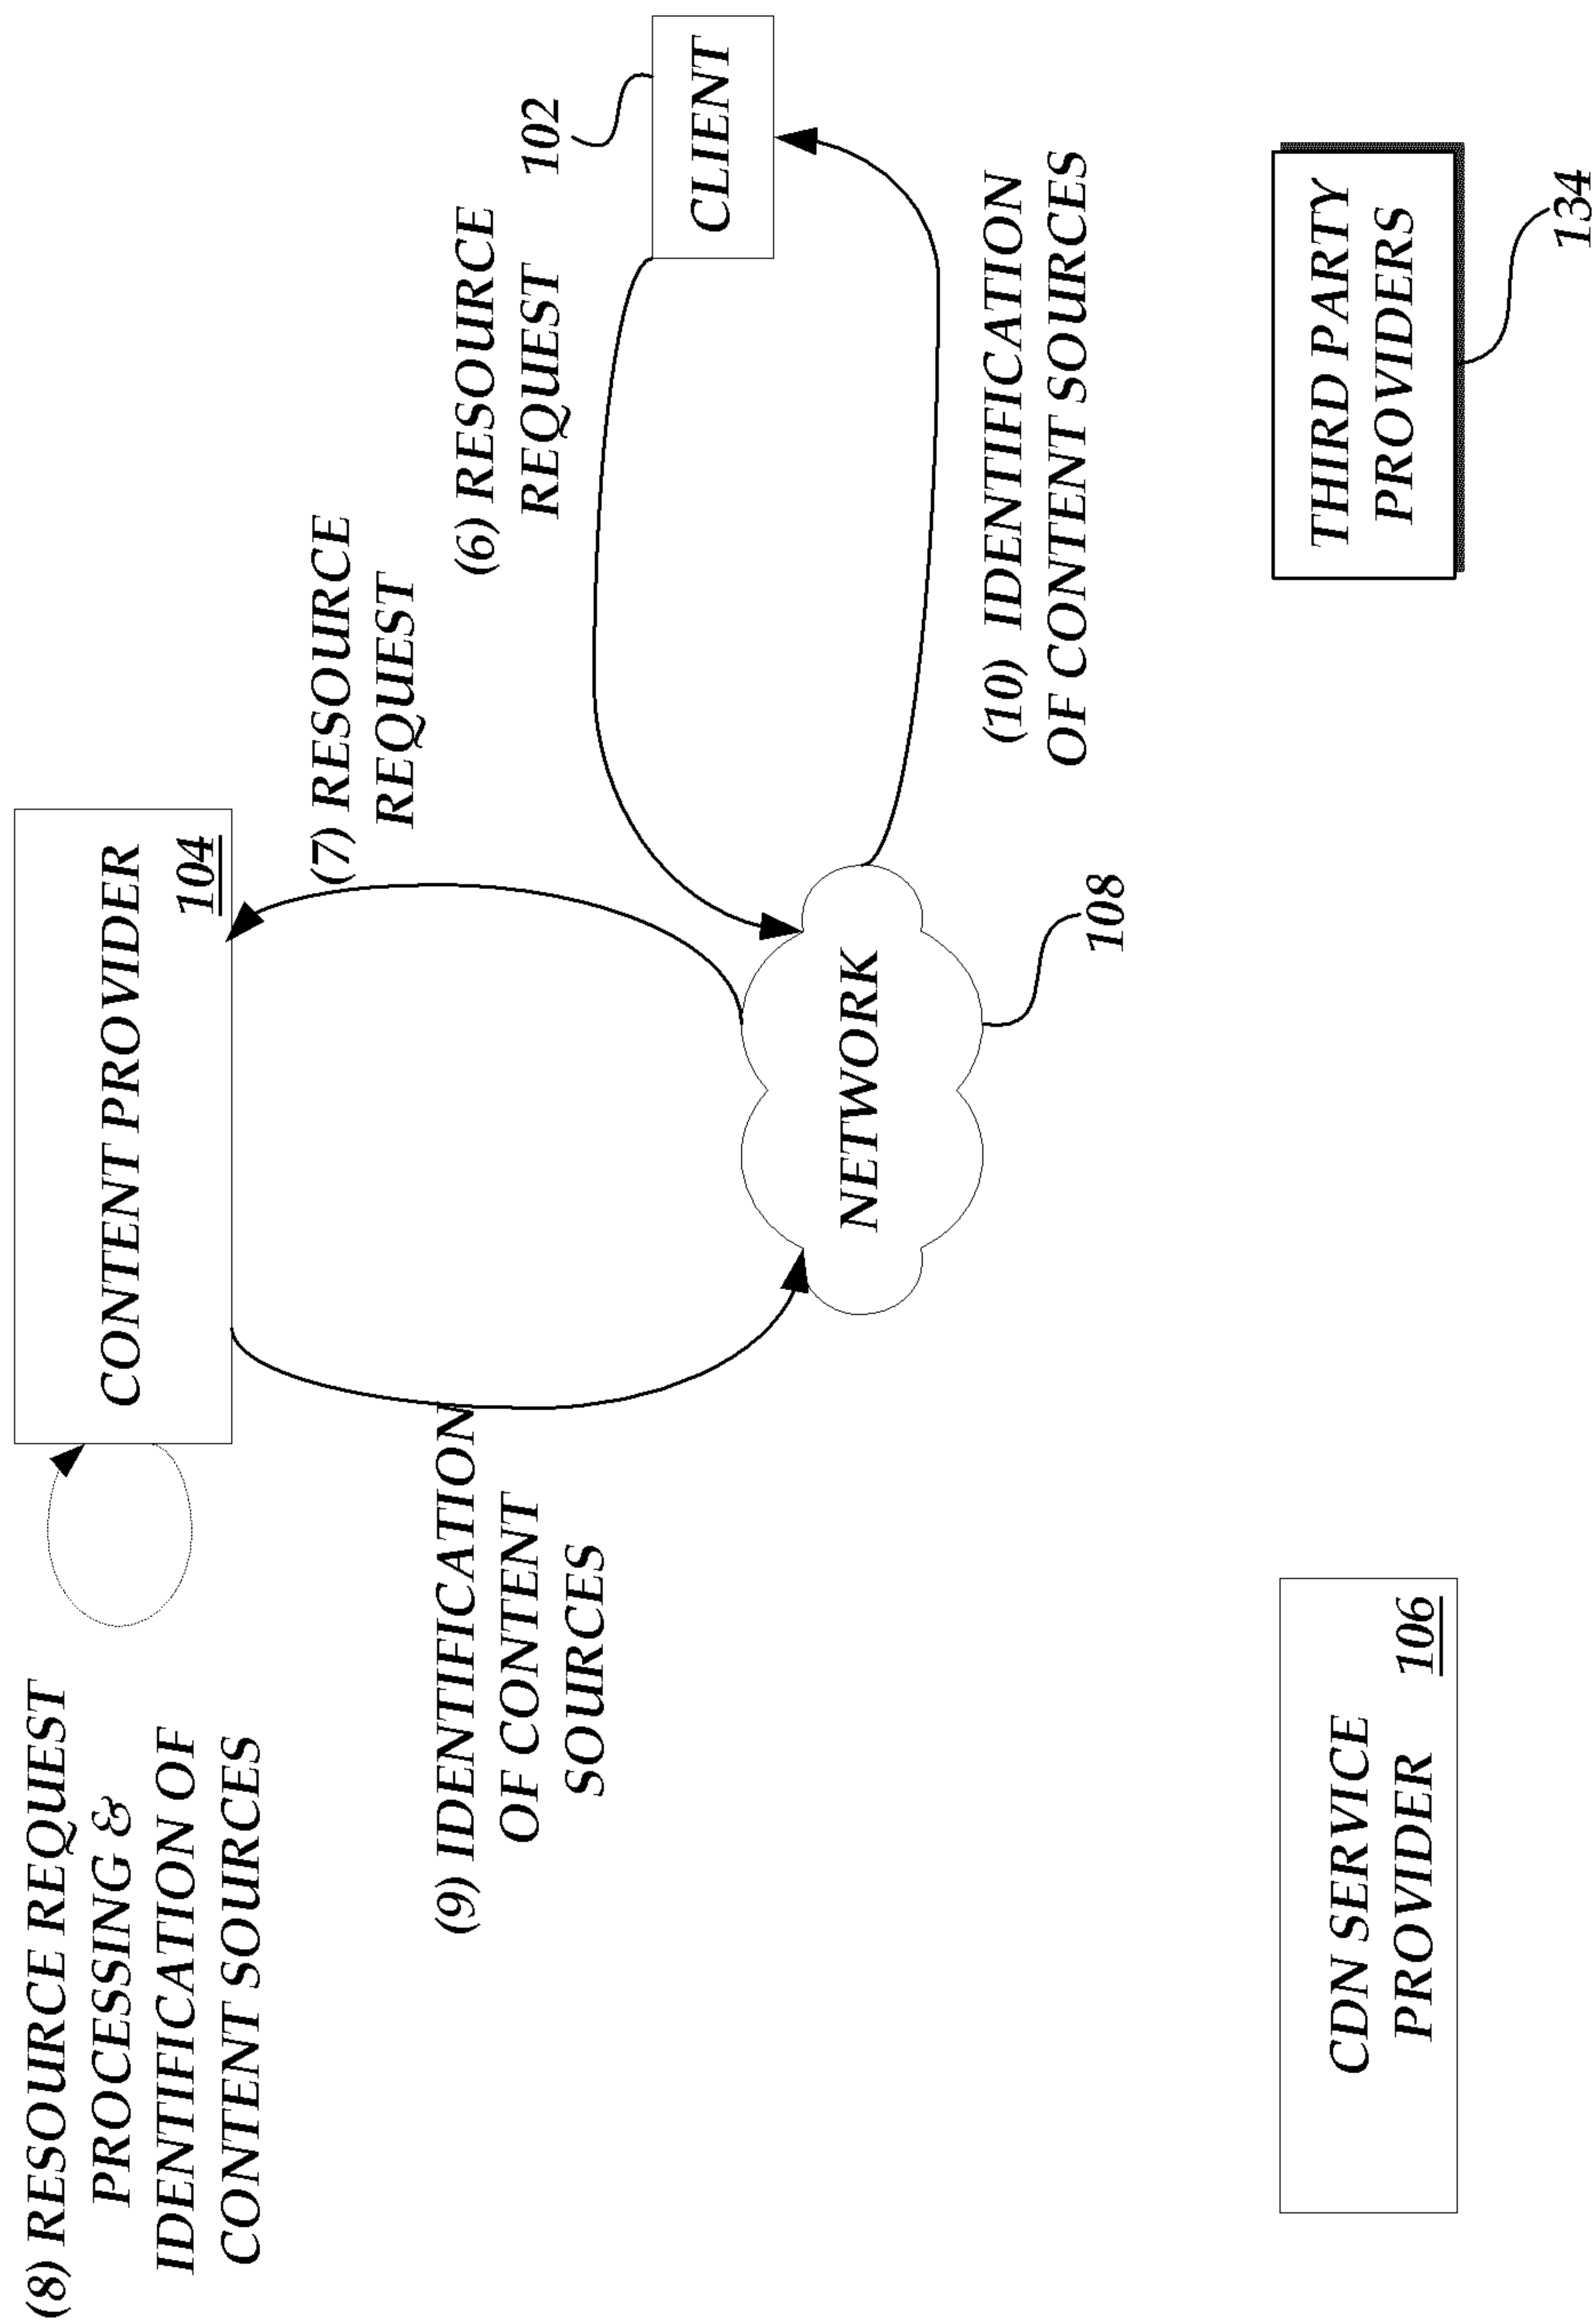 (8) RESOURCE REQUEST
PROCESSING &
IDENTIFICATION OF
CONTENT SOURCES
CONTENT PROVIDER
104
(7) RESOURCE
REQUEST
(6) RESOURCE
REQUEST
102
CLIENT
(9) IDENTIFICATION
OF CONTENT
SOURCES
NETWORK
108
(10) IDENTIFICATION
OF CONTENT SOURCES
CDN SERVICE
PROVIDER
106
THIRD PARTY
PROVIDERS
134